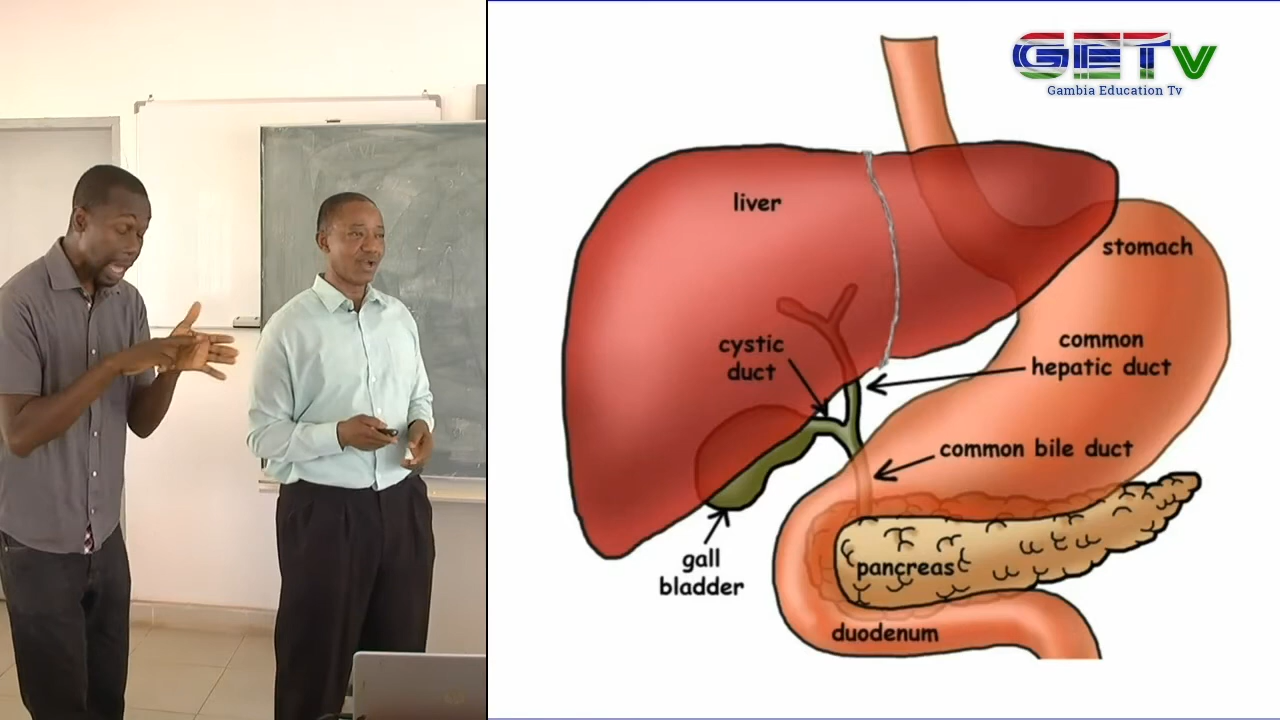 GETv
Gambia Education Tv
liver
stomach
cystic
duct
common
hepatic duct
common bile duct
gall
bladder
pancreas
duodenum